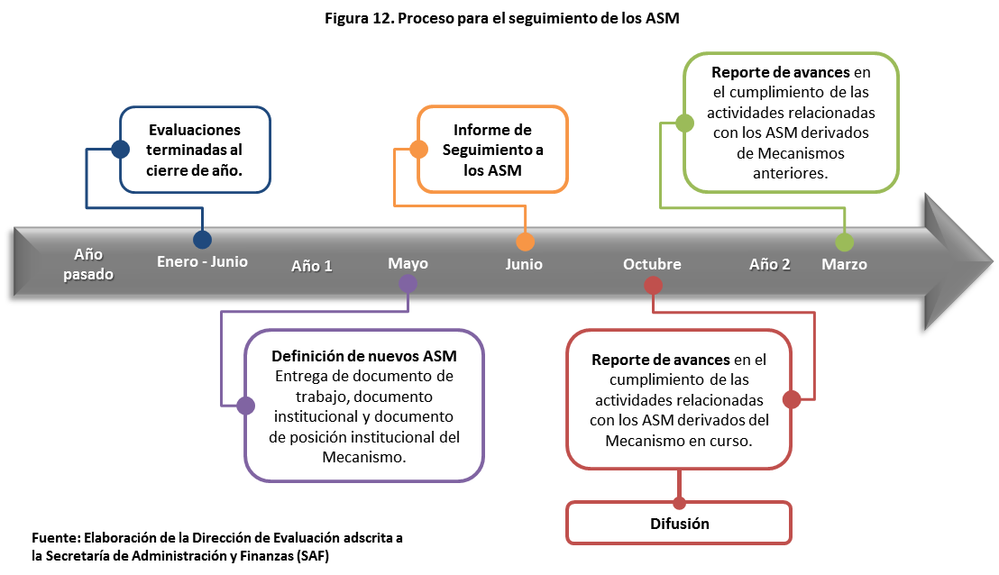 Figura 12. Proceso para el seguimiento de los ASM
Evaluaciones
terminadas al
cierre de año.
Informe de
Seguimiento a
los ASM
Reporte de avances en
el cumplimiento de las
actividades relacionadas
con los ASM derivados
de Mecanismos
anteriores.
Año
pasado
Enero - Junio
Año 1
Mayo
Junio
Octubre
Año 2
Marzo
Definición de nuevos ASM
Entrega de documento de
trabajo, documento
institucional y documento
de posición institucional del
Mecanismo.
Reporte de avances en el
cumplimiento de las
actividades relacionadas
con los ASM derivados del
Mecanismo en curso.
Difusión
Fuente: Elaboración de la Dirección de Evaluación adscrita a
la Secretaría de Administración y Finanzas (SAF)